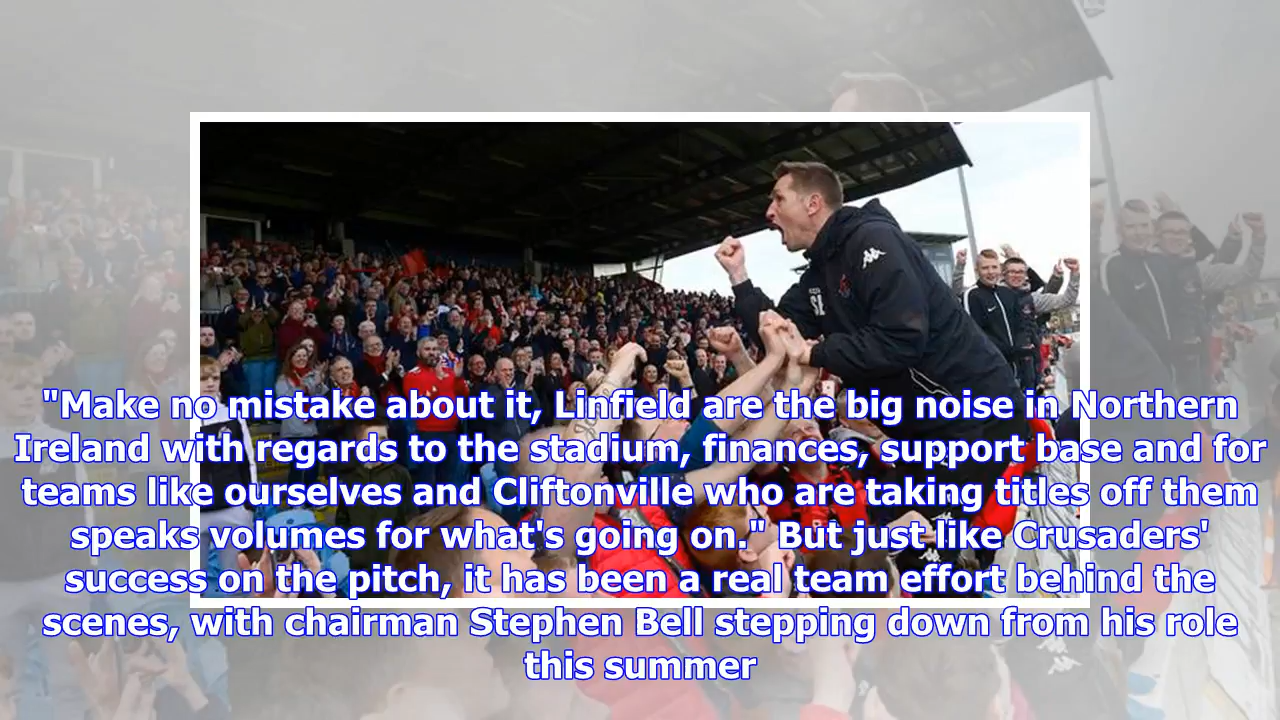 "Make no mistake about it, Linfield are the big noise in Northern
Ireland with regards to the stadium, finances, support base and for
teams like ourselves and Cliftonville who are taking titles off them
speaks volumes for what's going on." But just like Crusaders'
success on the pitch, it has been a real team effort behind the
scenes, with chairman Stephen Bell stepping down from his role
this summer